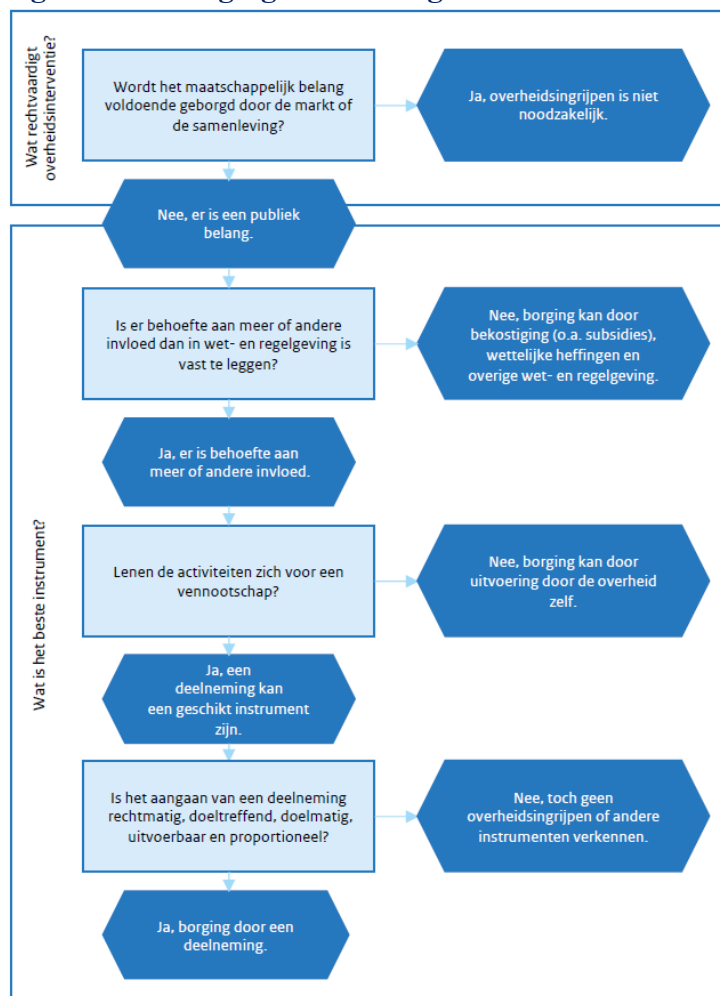 Wat rechtvaardigt
overheidsinterventie?
Wordt het maatschappelijk belang
voldoende geborgd door de markt of
de samenleving?
Ja, overheidsingrijpen is niet
noodzakelijk.
Nee, er is een publiek
belang.
Wat is het beste instrument?
Is er behoefte aan meer of andere
invloed dan in wet- en regelgeving is
vast te leggen?
Nee, borging kan door
bekostiging (o.a. subsidies),
wettelijke heffingen en
overige wet- en regelgeving.
Ja, er is behoefte aan
meer of andere invloed.
Lenen de activiteiten zich voor een
vennootschap?
Nee, borging kan door
uitvoering door de overheid
zelf.
Ja, een
deelneming kan
een geschikt instrument
zijn.
Is het aangaan van een deelneming
rechtmatig, doeltreffend, doelmatig,
uitvoerbaar en proportioneel?
Nee, toch geen
overheidsingrijpen of andere
instrumenten verkennen.
Ja, borging door een
deelneming.